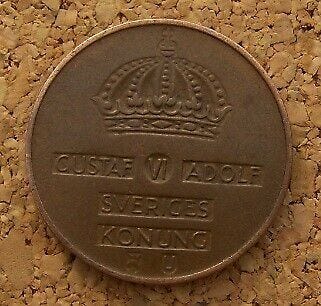 GUSTAF VI ADOLF
SVERIGES
KONUNG
U